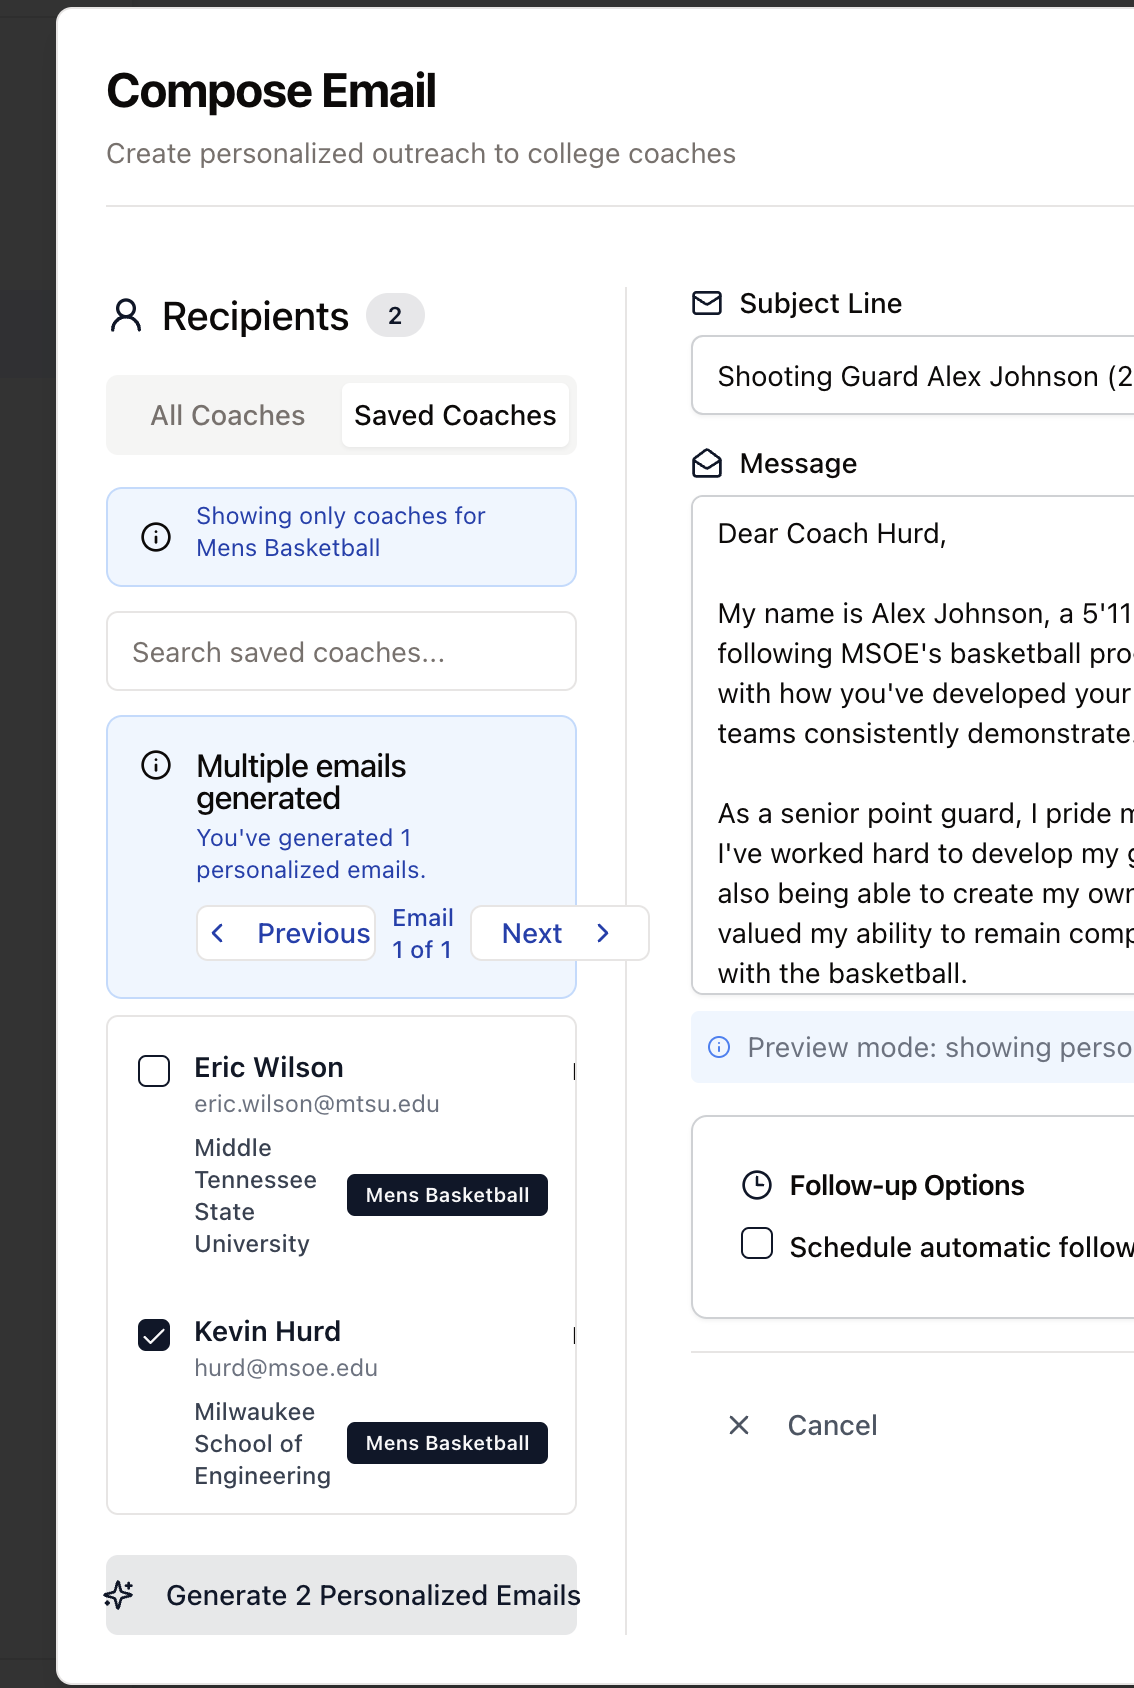 Compose Email
Create personalized outreach to college coaches
Recipients 2
All Coaches Saved Coaches
Showing only coaches for
Mens Basketball
Search saved coaches...
Multiple emails
generated
You've generated 1
personalized emails.
Previous
Email
1 of 1
Next
Eric Wilson
eric.wilson@mtsu.edu
Middle
Tennessee
State
University
Mens Basketball
Kevin Hurd
hurd@msoe.edu
Milwaukee
School of
Engineering
Mens Basketball
Generate 2 Personalized Emails
Subject Line
Shooting Guard Alex Johnson (2
Message
Dear Coach Hurd,
My name is Alex Johnson, a 5'11
following MSOE's basketball pro
with how you've developed your
teams consistently demonstrate.
As a senior point guard, I pride m
I've worked hard to develop my g
also being able to create my own
valued my ability to remain comp
with the basketball.
Preview mode: showing perso
Follow-up Options
Schedule automatic follow
Cancel